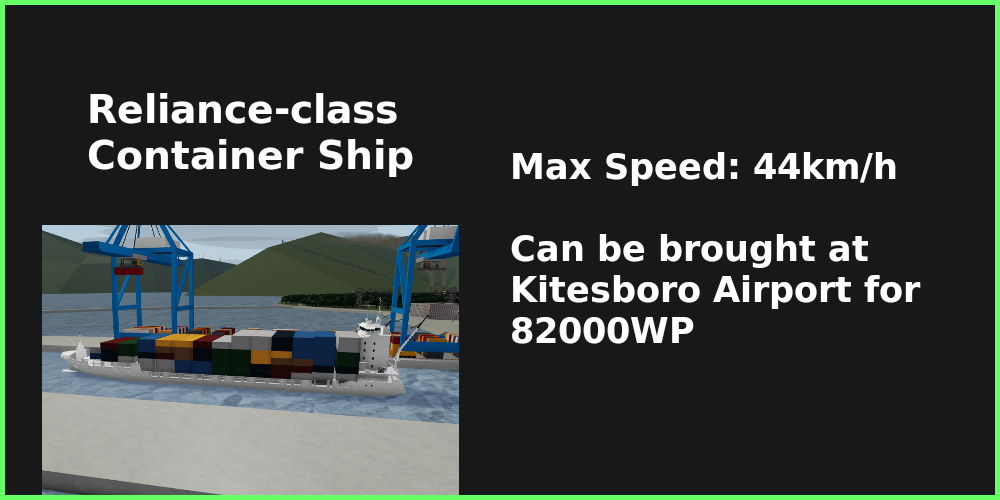 Reliance-class
Container Ship
Max Speed: 44km/h
Can be brought at
Kitesboro Airport for
82000WP